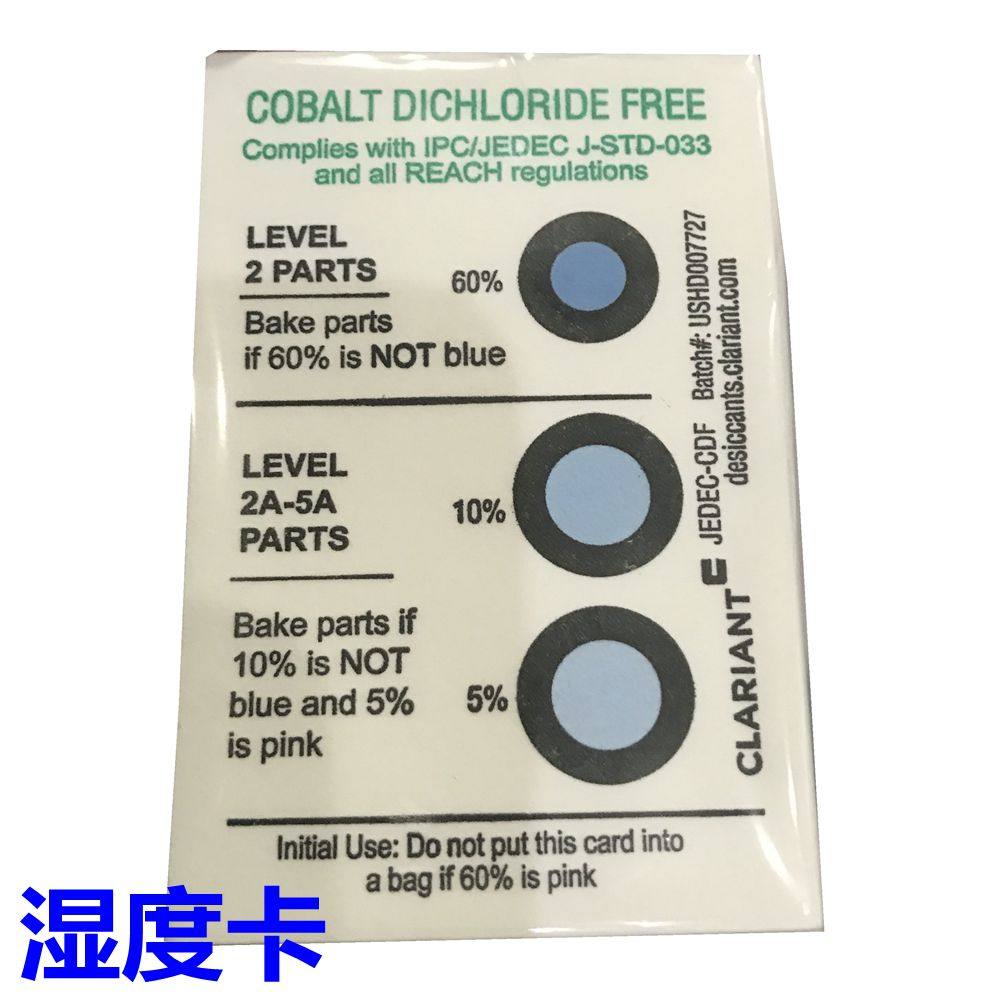 COBALT DICHLORIDE FREE
Complies with IPC/JEDEC J-STD-033
and all REACH regulations
LEVEL
2 PARTS
60%
Bake parts
if 60% is NOT blue
LEVEL
2A-5A
PARTS
10%
Bake parts if
10% is NOT
blue and 5%
is pink
5%
Initial Use: Do not put this card into
a bag if 60% is pink
CLARIANT JEDEC-CDF Batch#: USHD007727
desiccants.clariant.com
湿度卡